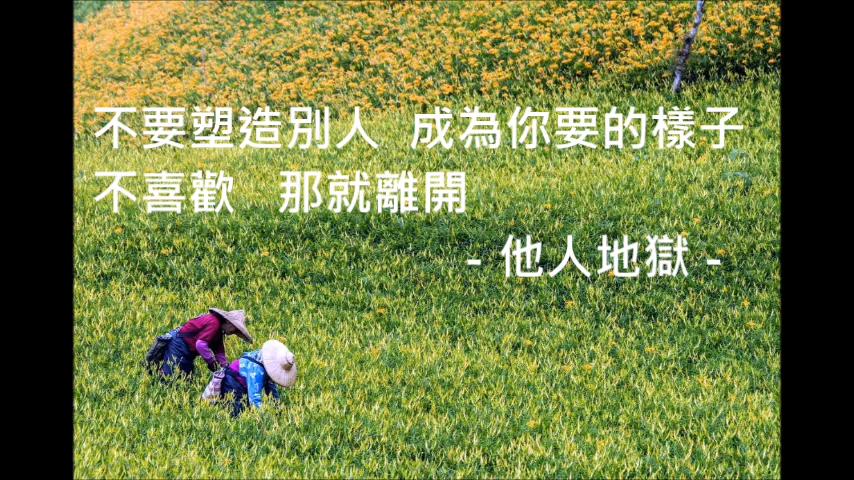 不要塑造別人 成為你要的樣子
不喜歡 那就離開
- 他人地獄 -